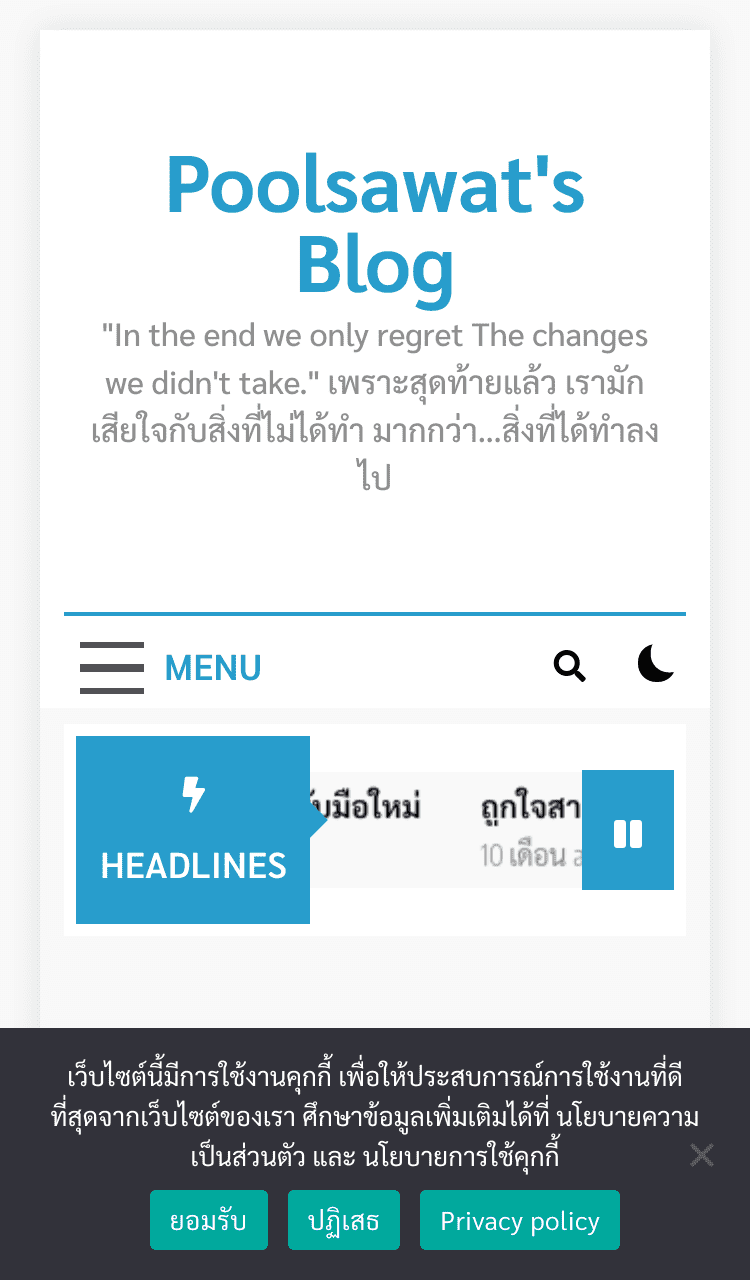 Poolsawat's
Blog
"In the end we only regret The changes
we didn't take." เพราะสุดท้ายแล้ว เรามัก
เสียใจกับสิ่งที่ไม่ได้ทำ มากกว่า...สิ่งที่ได้ทำลง
ไป
MENU
HEADLINES
มือใหม่
ถูกใจสา
10 เดือน
เว็บไซต์นี้มีการใช้งานคุกกี้ เพื่อให้ประสบการณ์การใช้งานที่ดี
ที่สุดจากเว็บไซต์ของเรา ศึกษาข้อมูลเพิ่มเติมได้ที่ นโยบายความ
เป็นส่วนตัว และ นโยบายการใช้คุกกี้
ยอมรับ
ปฏิเสธ
Privacy policy